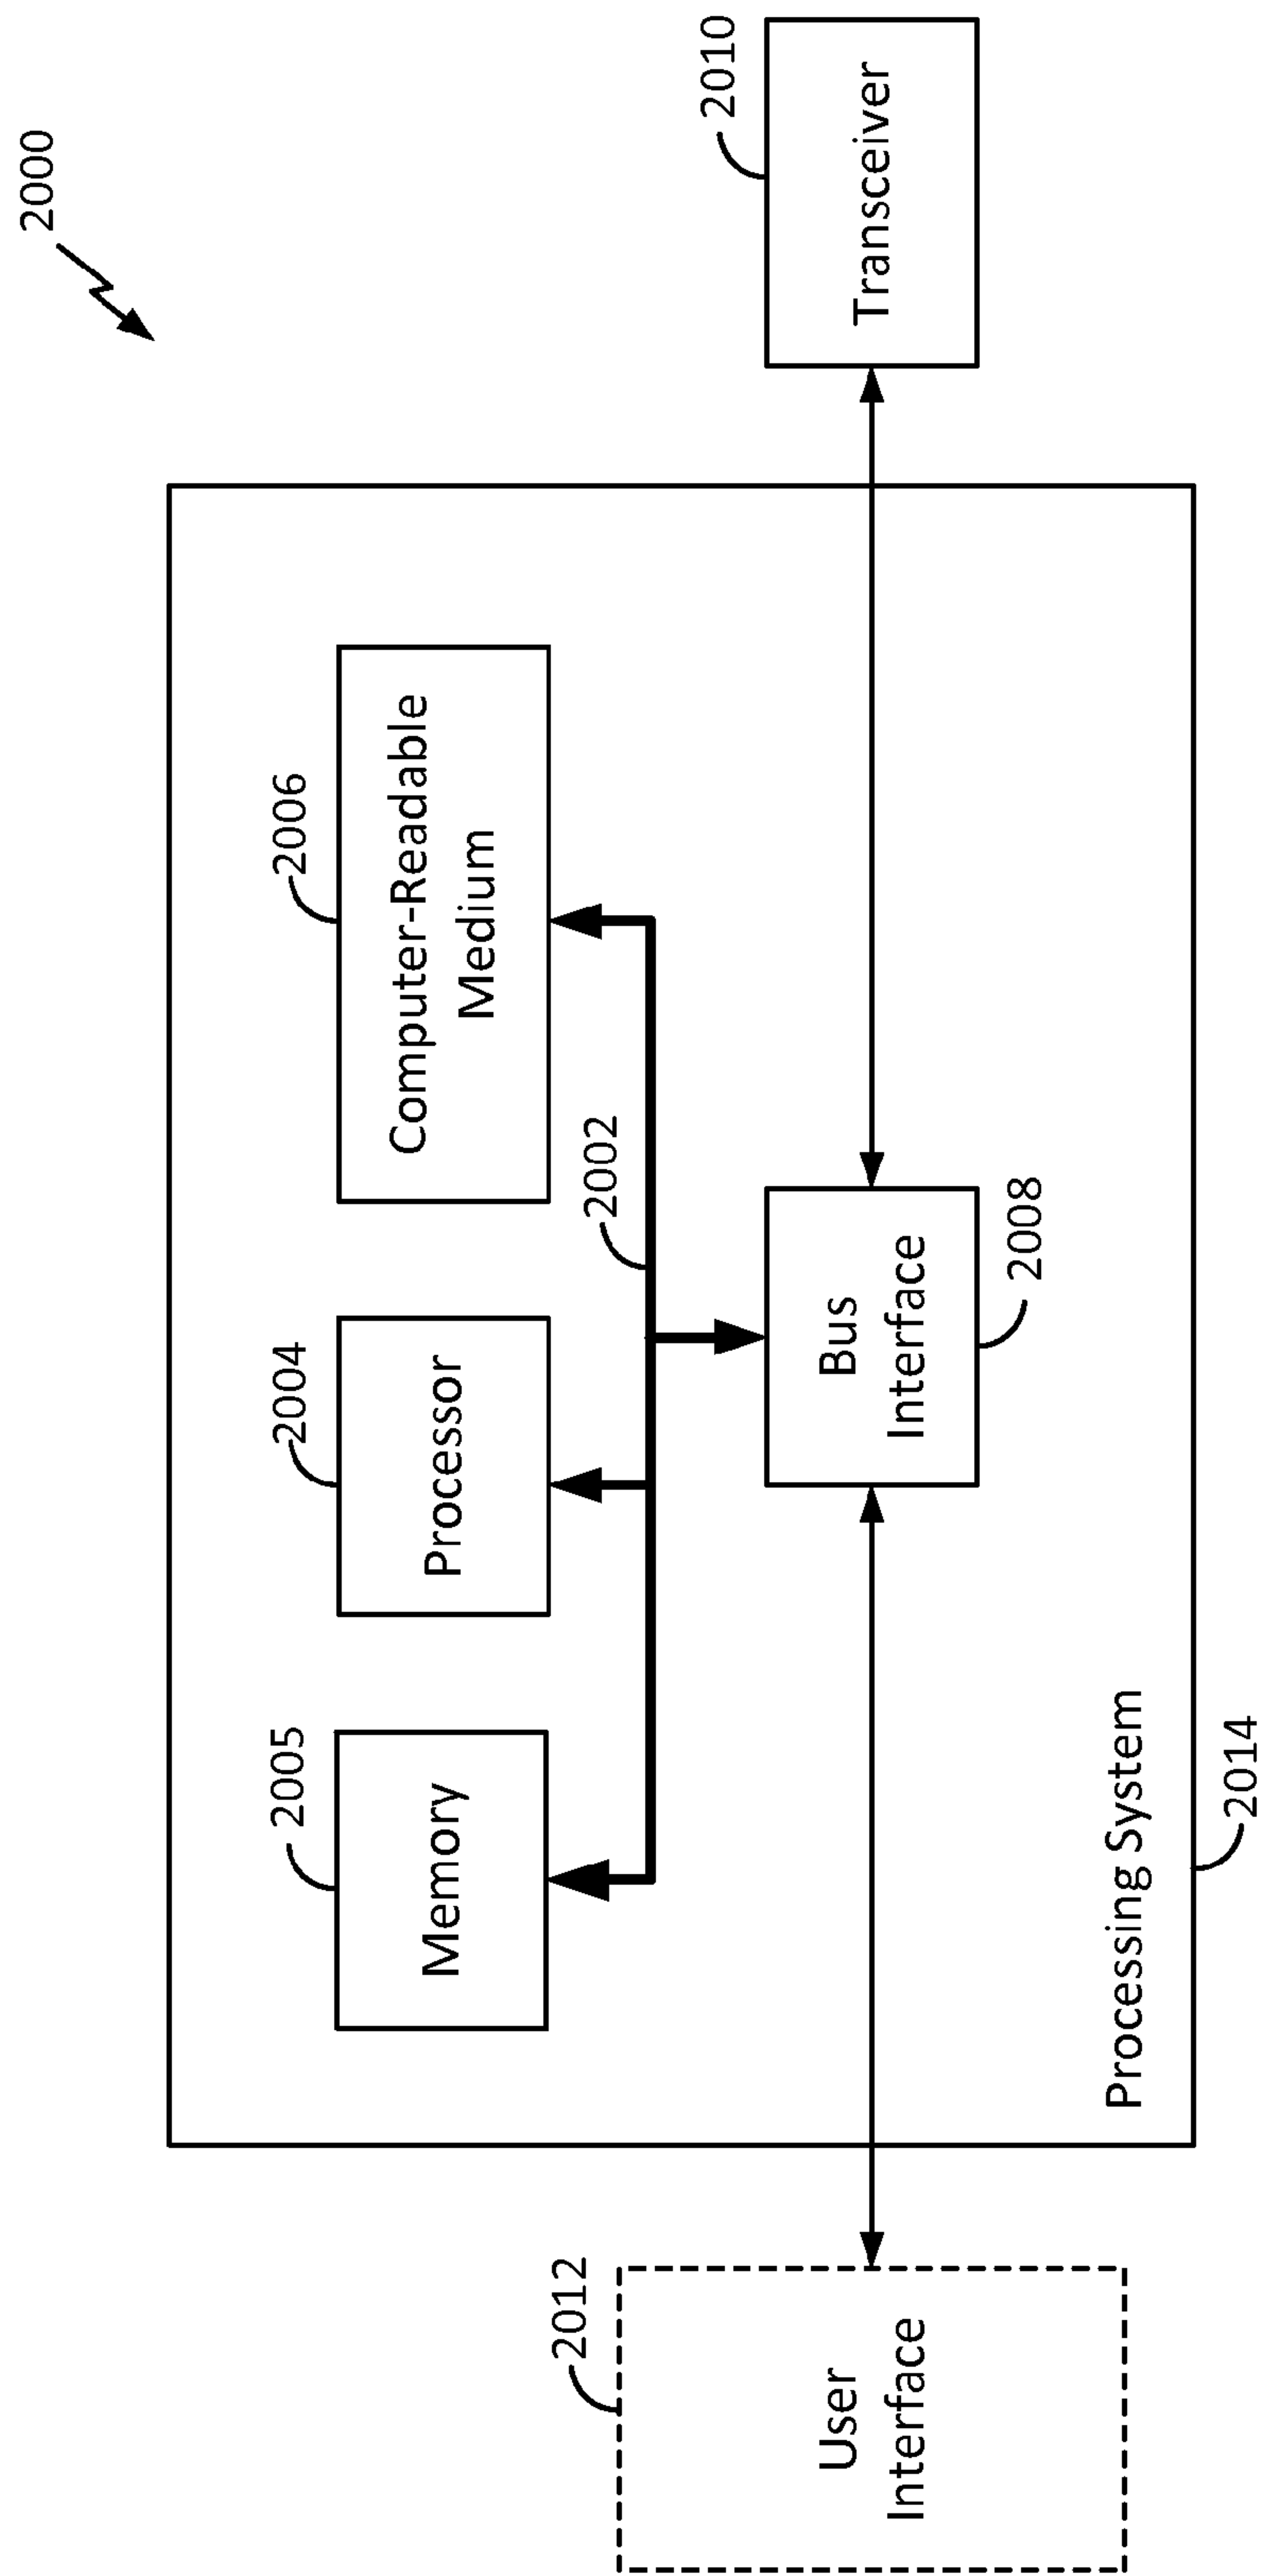 2000
2005
Memory
2004
Processor
2006
Computer-Readable
Medium
2002
2012
User
Interface
Bus
Interface
2008
2010
Transceiver
Processing System
2014